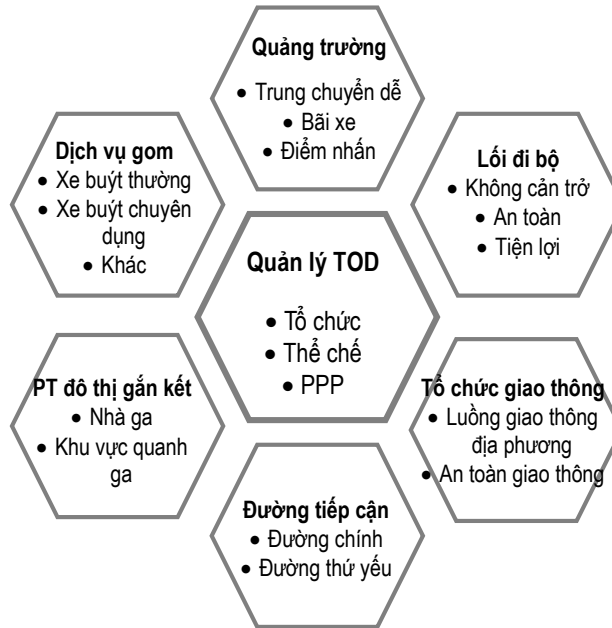 Quảng trường
• Trung chuyển dễ
• Bãi xe
• Điểm nhấn
Dịch vụ gom
• Xe buýt thường
• Xe buýt chuyên
dụng
• Khác
Lối đi bộ
• Không cản trở
• An toàn
• Tiện lợi
Quản lý TOD
• Tổ chức
• Thể chế
• PPP
PT đô thị gắn kết
• Nhà ga
• Khu vực quanh
ga
Tổ chức giao thông
• Luồng giao thông
địa phương
• An toàn giao thông
Đường tiếp cận
• Đường chính
• Đường thứ yếu